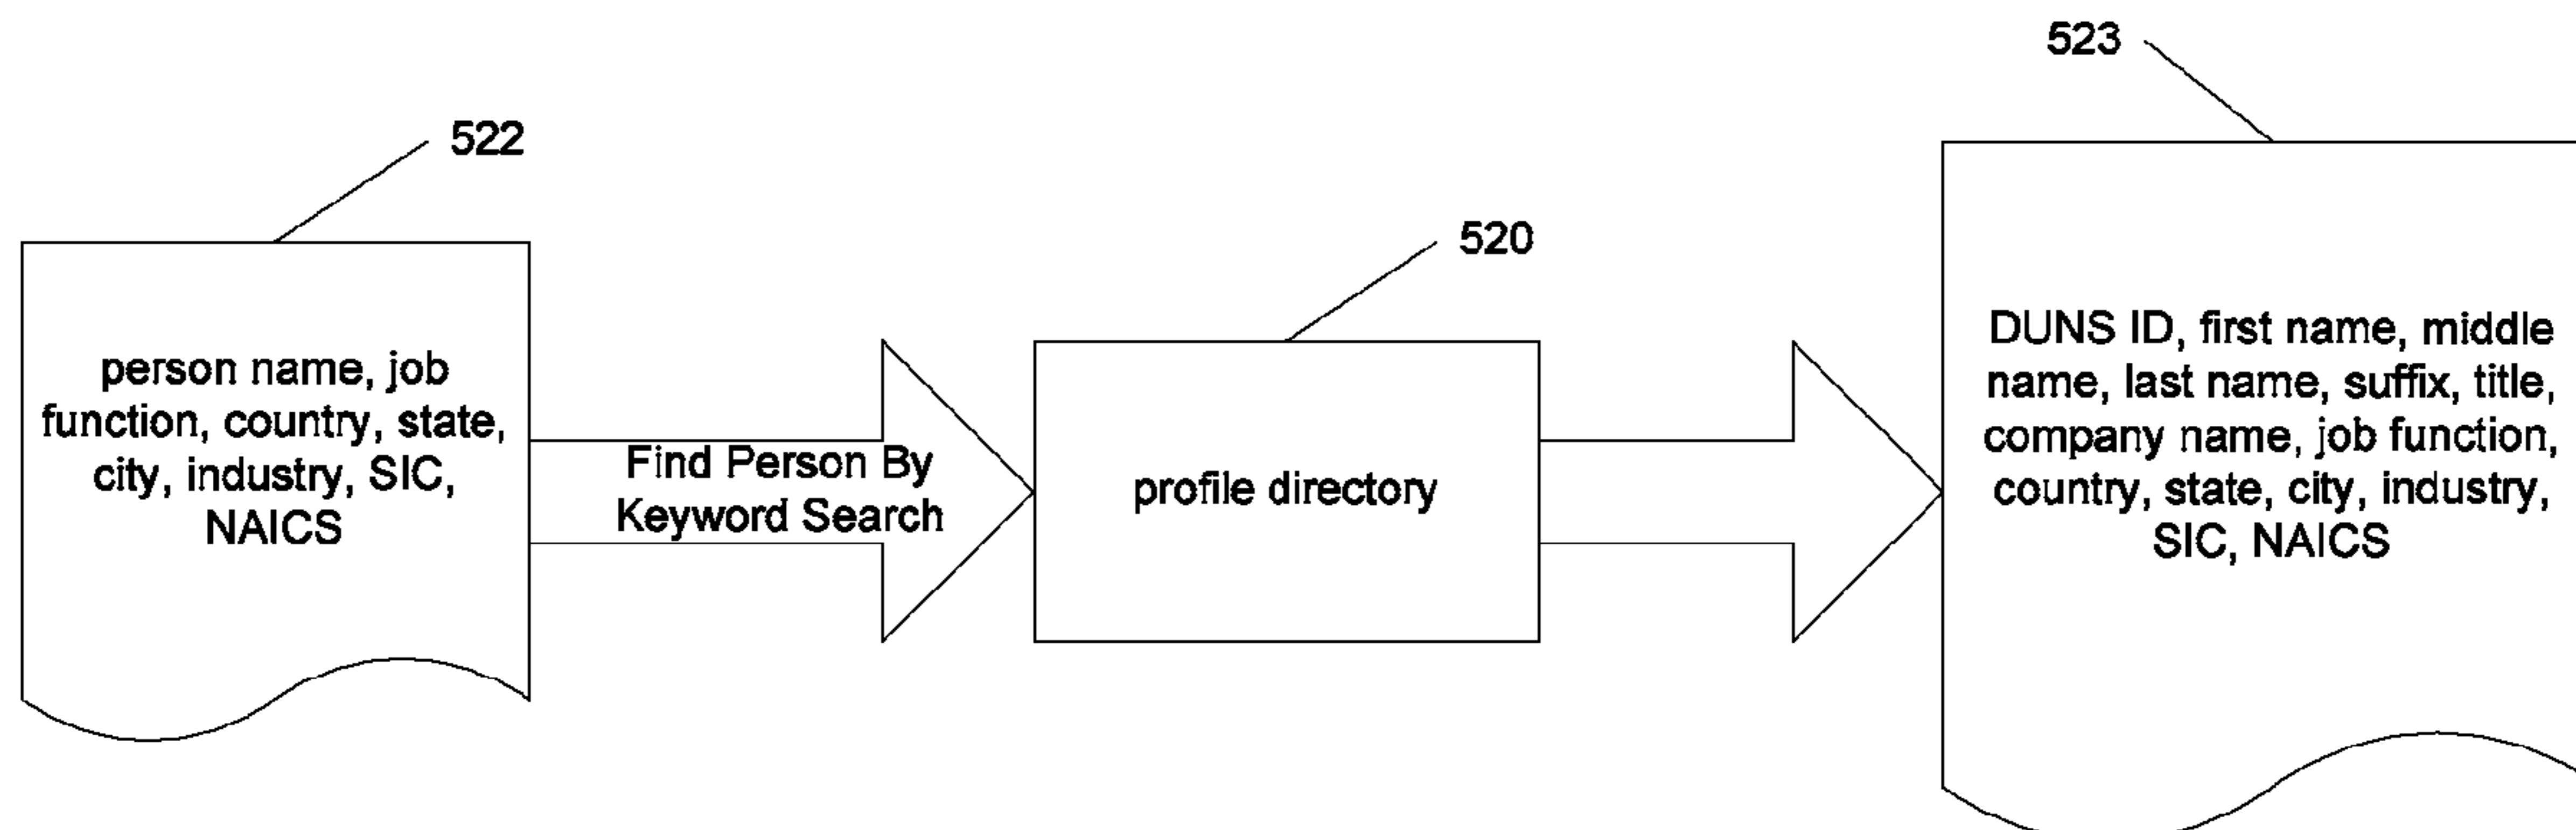 523
522
520
person name, job
function, country, state,
city, industry, SIC,
NAICS
Find Person By
Keyword Search
profile directory
DUNS ID, first name, middle
name, last name, suffix, title,
company name, job function,
country, state, city, industry,
SIC, NAICS